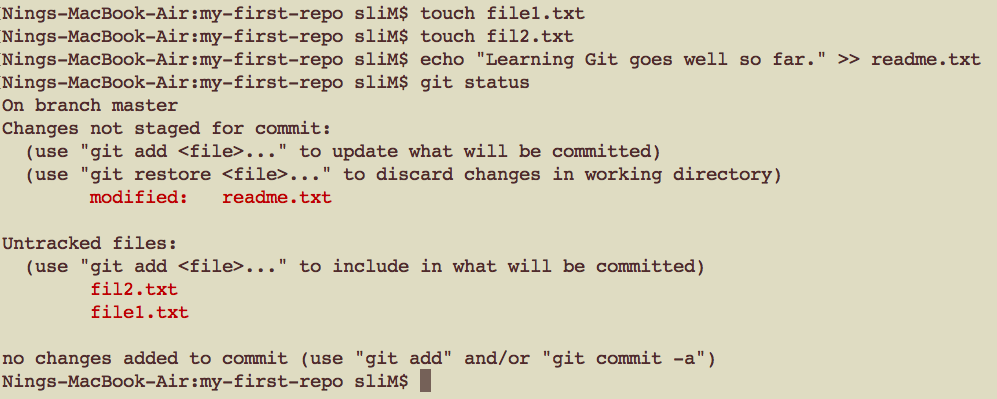 Nings-MacBook-Air:my-first-repo sliM$ touch file1.txt
Nings-MacBook-Air:my-first-repo sliM$ touch fil2.txt
Nings-MacBook-Air:my-first-repo sliM$ echo "Learning Git goes well so far." >> readme.txt
Nings-MacBook-Air:my-first-repo sliM$ git status
On branch master
Changes not staged for commit:
  (use "git add <file>..." to update what will be committed)
  (use "git restore <file>..." to discard changes in working directory)
        modified:   readme.txt
Untracked files:
  (use "git add <file>..." to include in what will be committed)
        fil2.txt
        file1.txt
no changes added to commit (use "git add" and/or "git commit -a")
Nings-MacBook-Air:my-first-repo sliM$